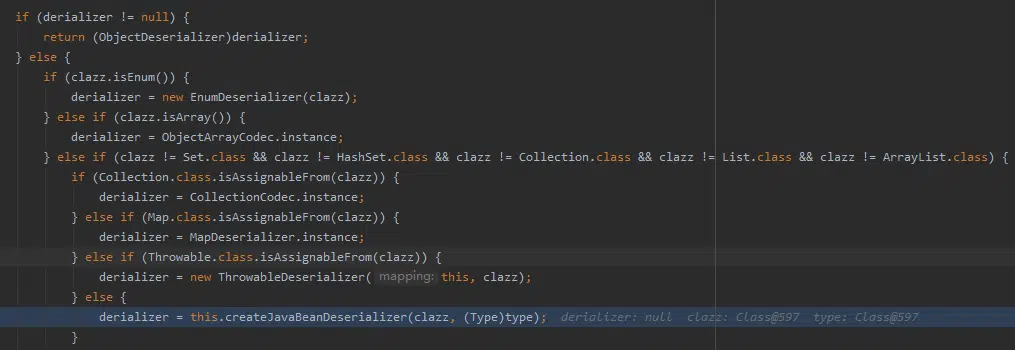 if (derializer != null) {
return (ObjectDeserializer)derializer;
} else {
if (clazz.isEnum()) {
derializer = new EnumDeserializer(clazz);
} else if (clazz.isArray()) {
derializer = ObjectArrayCodec.instance;
} else if (clazz != Set.class && clazz != HashSet.class && clazz != Collection.class && clazz != List.class && clazz != ArrayList.class) {
if (Collection.class.isAssignableFrom(clazz)) {
derializer = CollectionCodec.instance;
} else if (Map.class.isAssignableFrom(clazz)) {
derializer = MapDeserializer.instance;
} else if (Throwable.class.isAssignableFrom(clazz)) {
derializer = new ThrowableDeserializer( mapping: this, clazz);
} else {
derializer = this.createJavaBeanDeserializer(clazz, (Type)type); derializer: null clazz: Class@597 type: Class@597
}